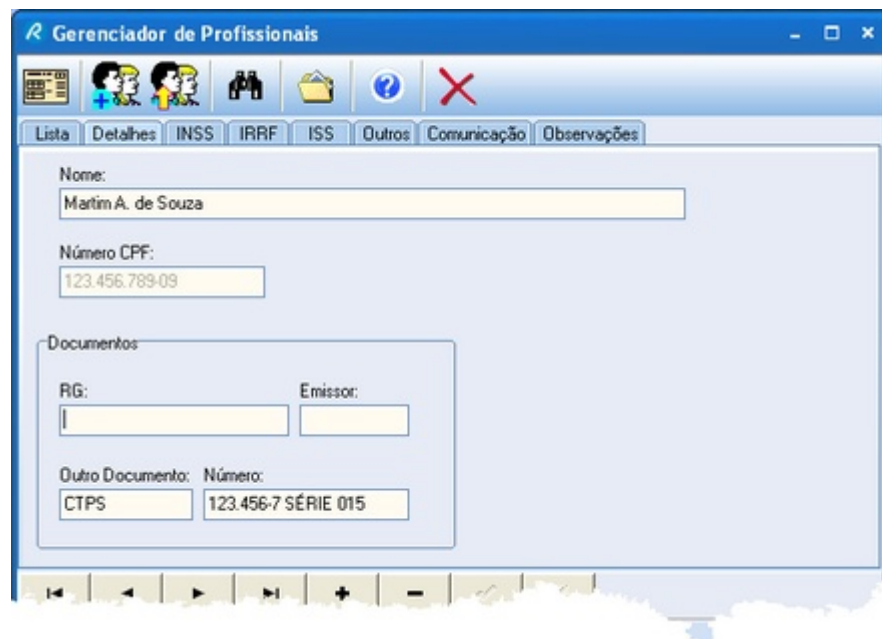 Gerenciador de Profissionais
Lista Detalhes INSS IRRF ISS Outros Comunicação Observações
Nome:
Martim A. de Souza
Número CPF:
123.456.789-09
Documentos
RG: Emissor:
Outro Documento: Número:
CTPS 123.456-7 SÉRIE 015